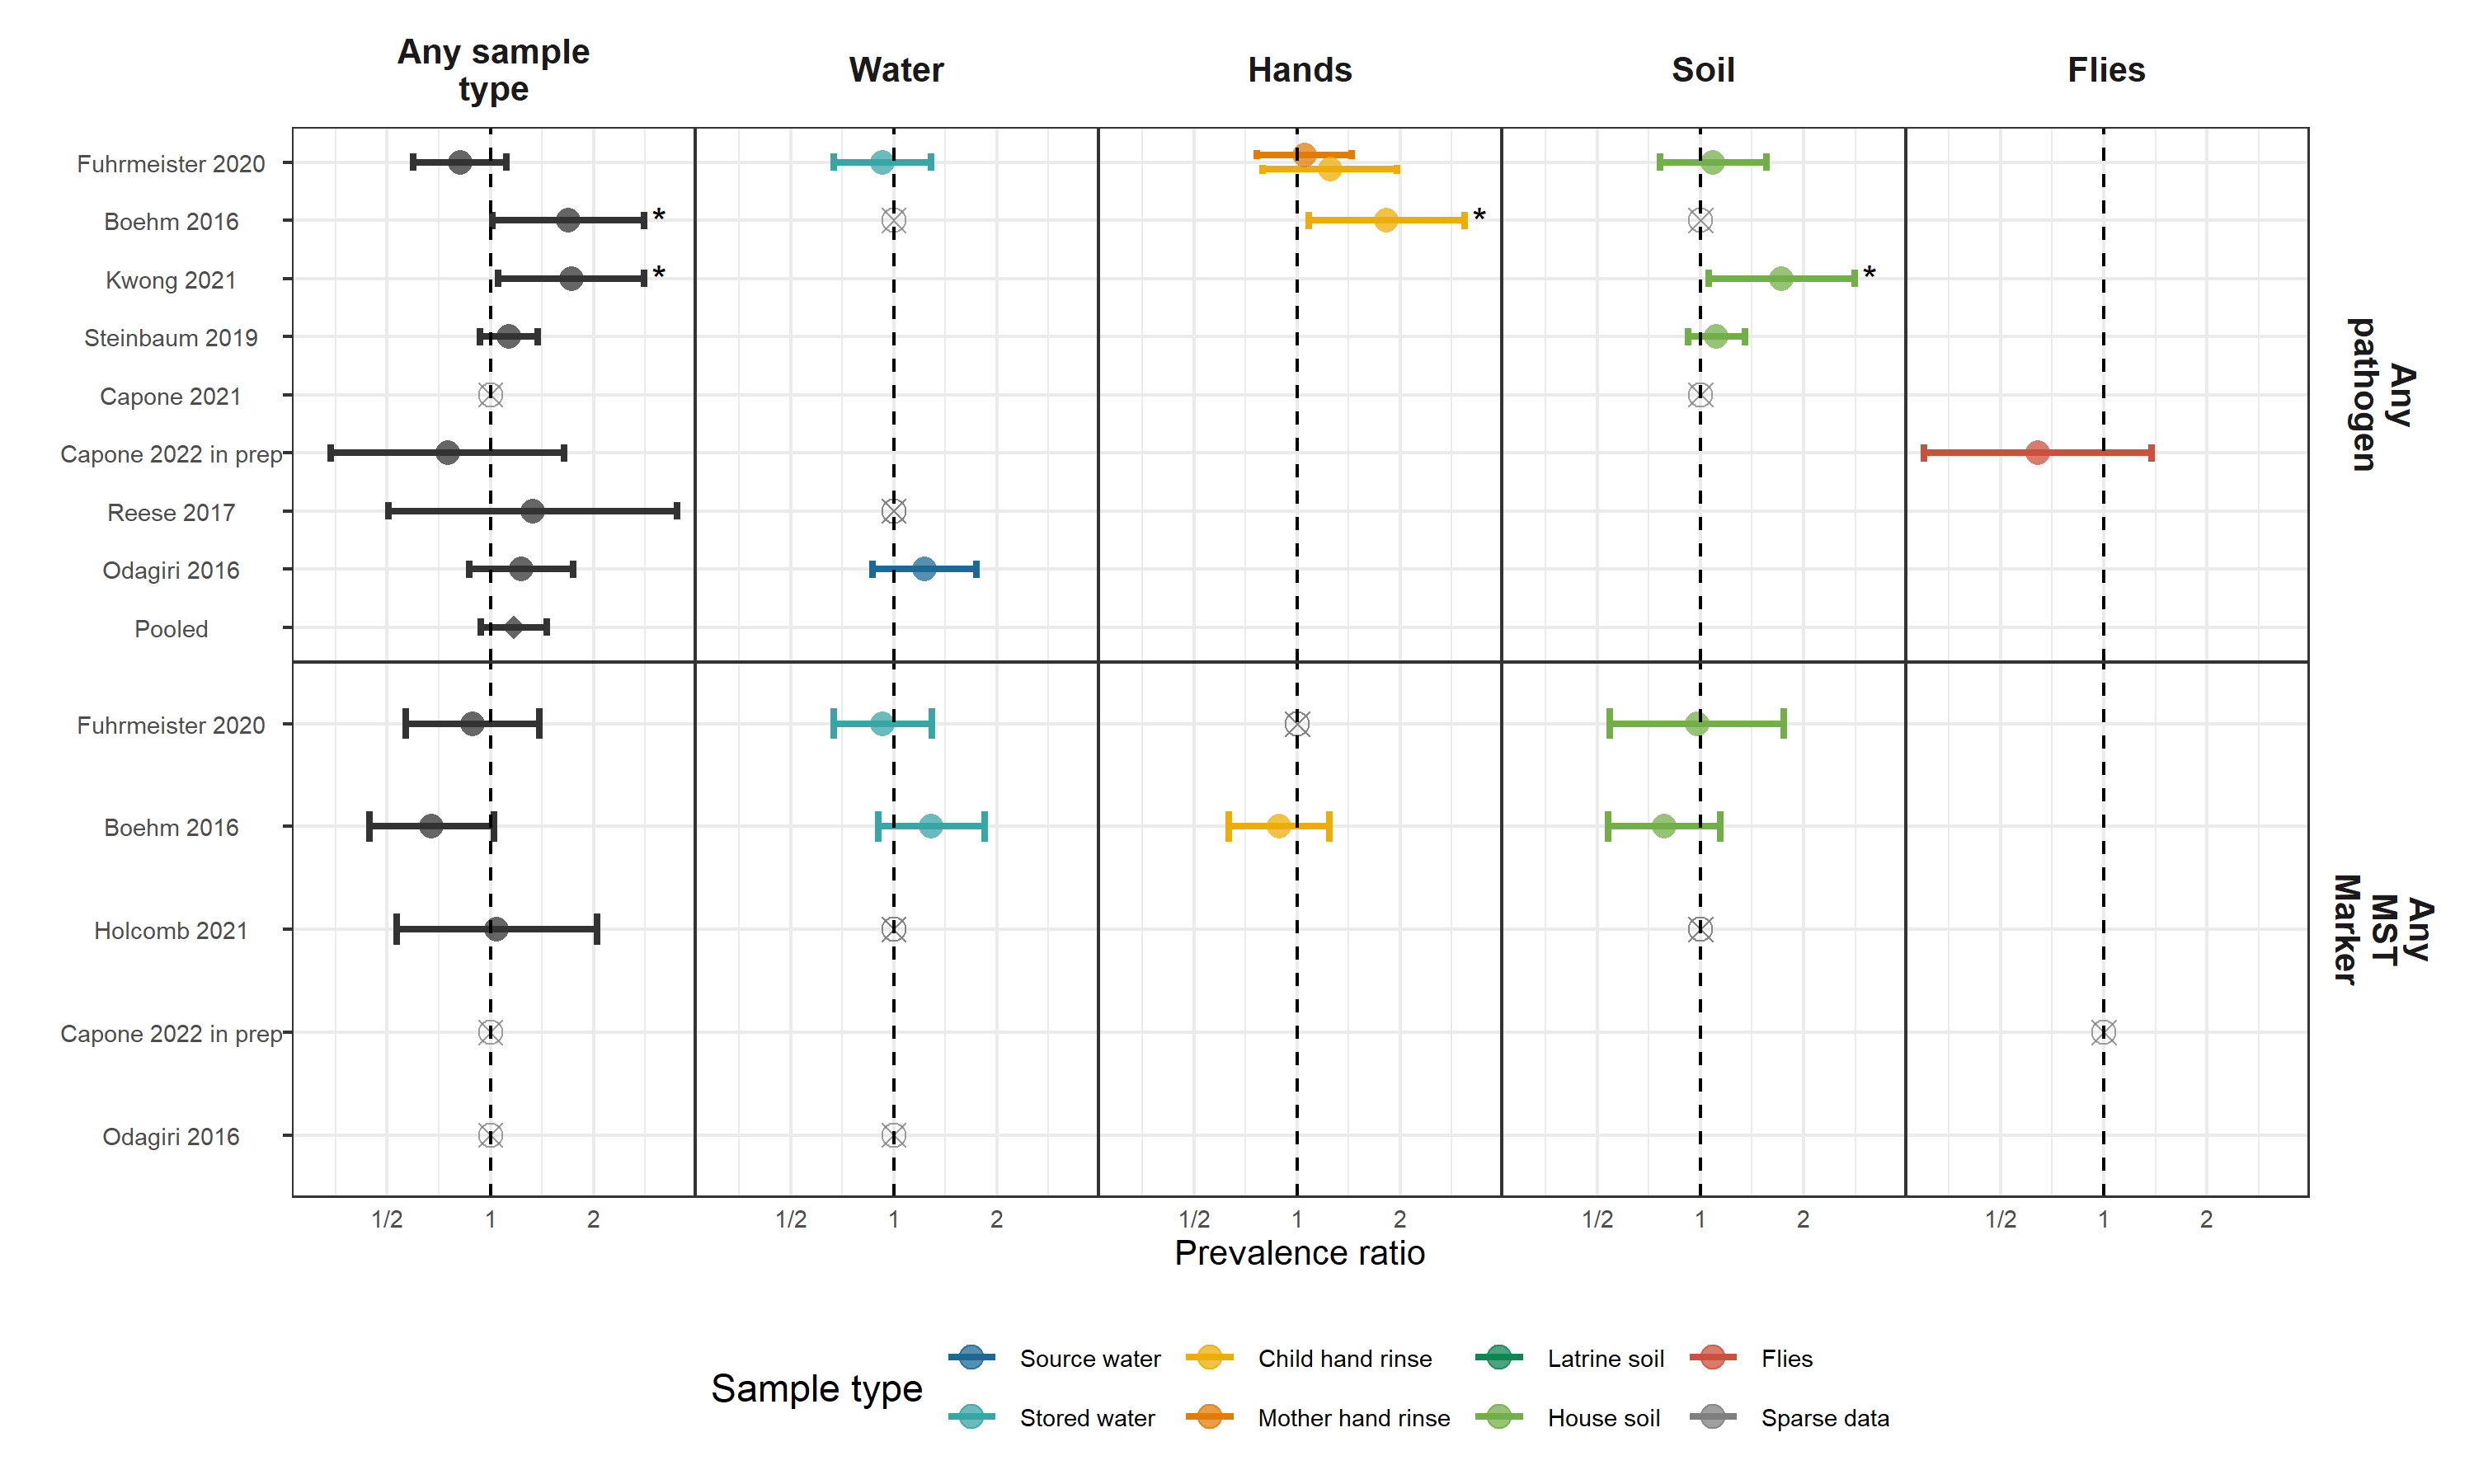 Any sample
type
Water
Hands
Soil
Flies
Fuhrmeister 2020
Boehm 2016
*
*
Kwong 2021
*
*
Steinbaum 2019
Capone 2021
Capone 2022 in prep
Reese 2017
Odagiri 2016
Pooled
Any
pathogen
Fuhrmeister 2020
Boehm 2016
Holcomb 2021
Capone 2022 in prep
Odagiri 2016
Any
MST
Marker
1/2 1 2
1/2 1 2
1/2 1 2
1/2 1 2
1/2 1 2
Prevalence ratio
Sample type
Source water
Child hand rinse
Latrine soil
Flies
Stored water
Mother hand rinse
House soil
Sparse data